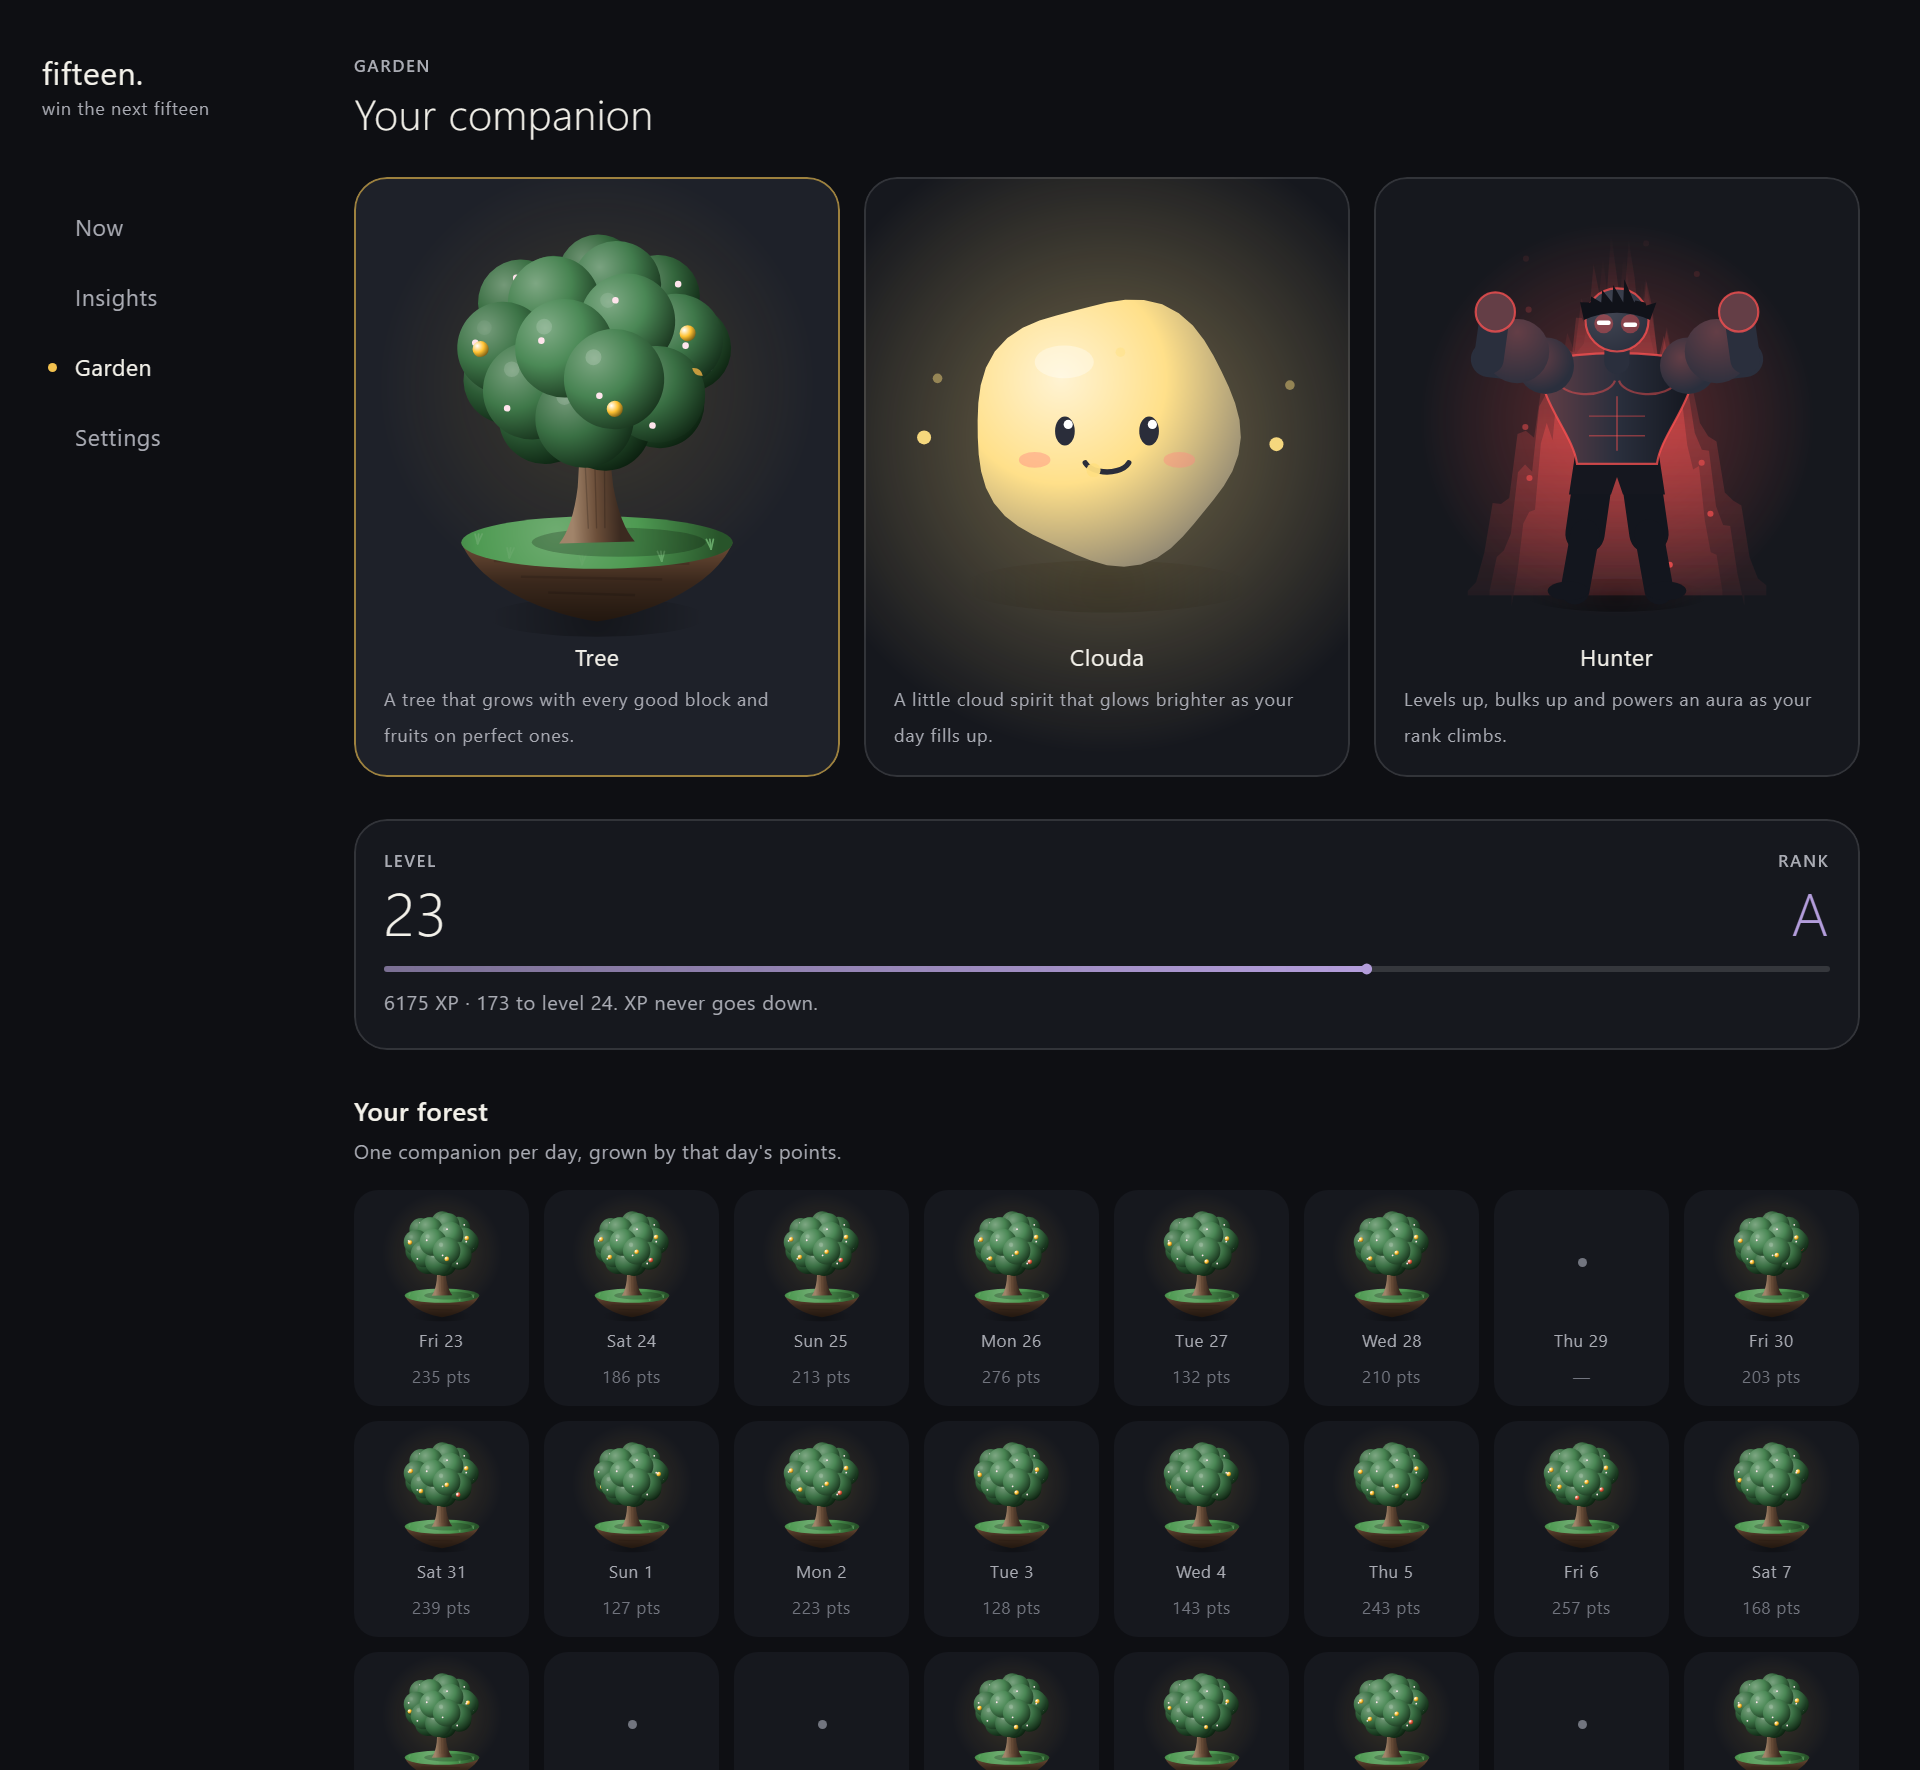 fifteen.
win the next fifteen
Now
Insights
Garden
Settings
GARDEN
Your companion
Tree
A tree that grows with every good block and
fruits on perfect ones.
Clouda
A little cloud spirit that glows brighter as your
day fills up.
Hunter
Levels up, bulks up and powers an aura as your
rank climbs.
LEVEL
RANK
23
A
6175 XP · 173 to level 24. XP never goes down.
Your forest
One companion per day, grown by that day's points.
Fri 23
Sat 24
Sun 25
Mon 26
Tue 27
Wed 28
Thu 29
Fri 30
235 pts
186 pts
213 pts
276 pts
132 pts
210 pts
—
203 pts
Sat 31
Sun 1
Mon 2
Tue 3
Wed 4
Thu 5
Fri 6
Sat 7
239 pts
127 pts
223 pts
128 pts
143 pts
243 pts
257 pts
168 pts